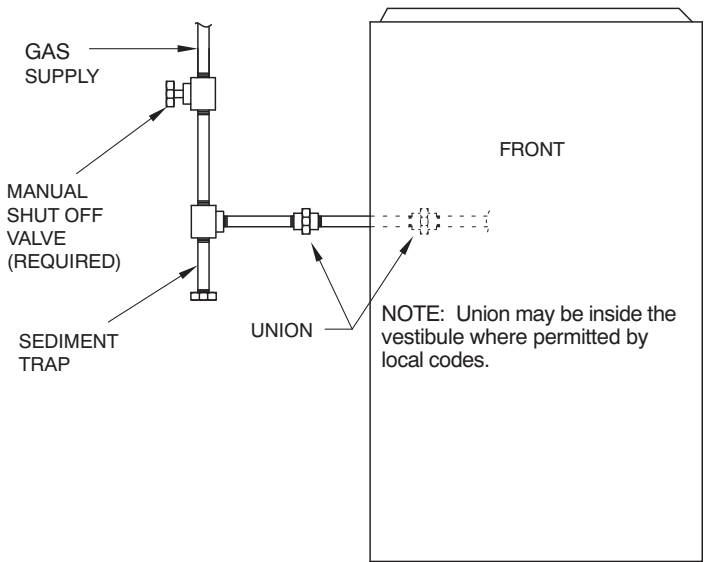 GAS
SUPPLY
FRONT
MANUAL
SHUT OFF
VALVE
(REQUIRED)
SEDIMENT
TRAP
UNION
NOTE: Union may be inside the
vestibule where permitted by
local codes.